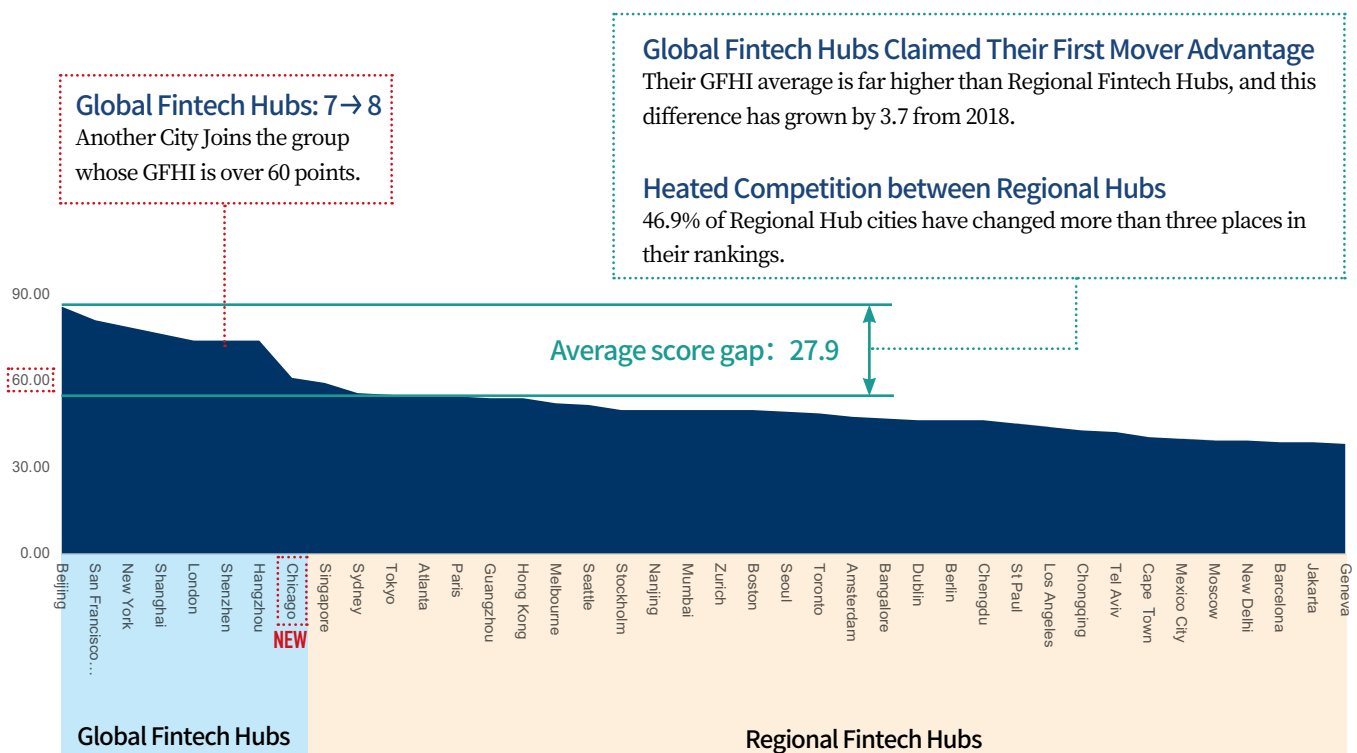 Global Fintech Hubs Claimed Their First Mover Advantage
Their GFHI average is far higher than Regional Fintech Hubs, and this
difference has grown by 3.7 from 2018.
Heated Competition between Regional Hubs
46.9% of Regional Hub cities have changed more than three places in
their rankings.
Global Fintech Hubs: 7→8
Another City Joins the group
whose GFHI is over 60 points.
90.00
60.00
30.00
0.00
Average score gap: 27.9
Beijing
San Francisco…
New York
Shanghai
London
Shenzhen
Hangzhou
Chicago
NEW
Singapore
Sydney
Tokyo
Atlanta
Paris
Guangzhou
Hong Kong
Melbourne
Seattle
Stockholm
Nanjing
Mumbai
Zurich
Boston
Seoul
Toronto
Amsterdam
Bangalore
Dublin
Berlin
Chengdu
St Paul
Los Angeles
Chongqing
Tel Aviv
Cape Town
Mexico City
Moscow
New Delhi
Barcelona
Jakarta
Geneva
Global Fintech Hubs
Regional Fintech Hubs